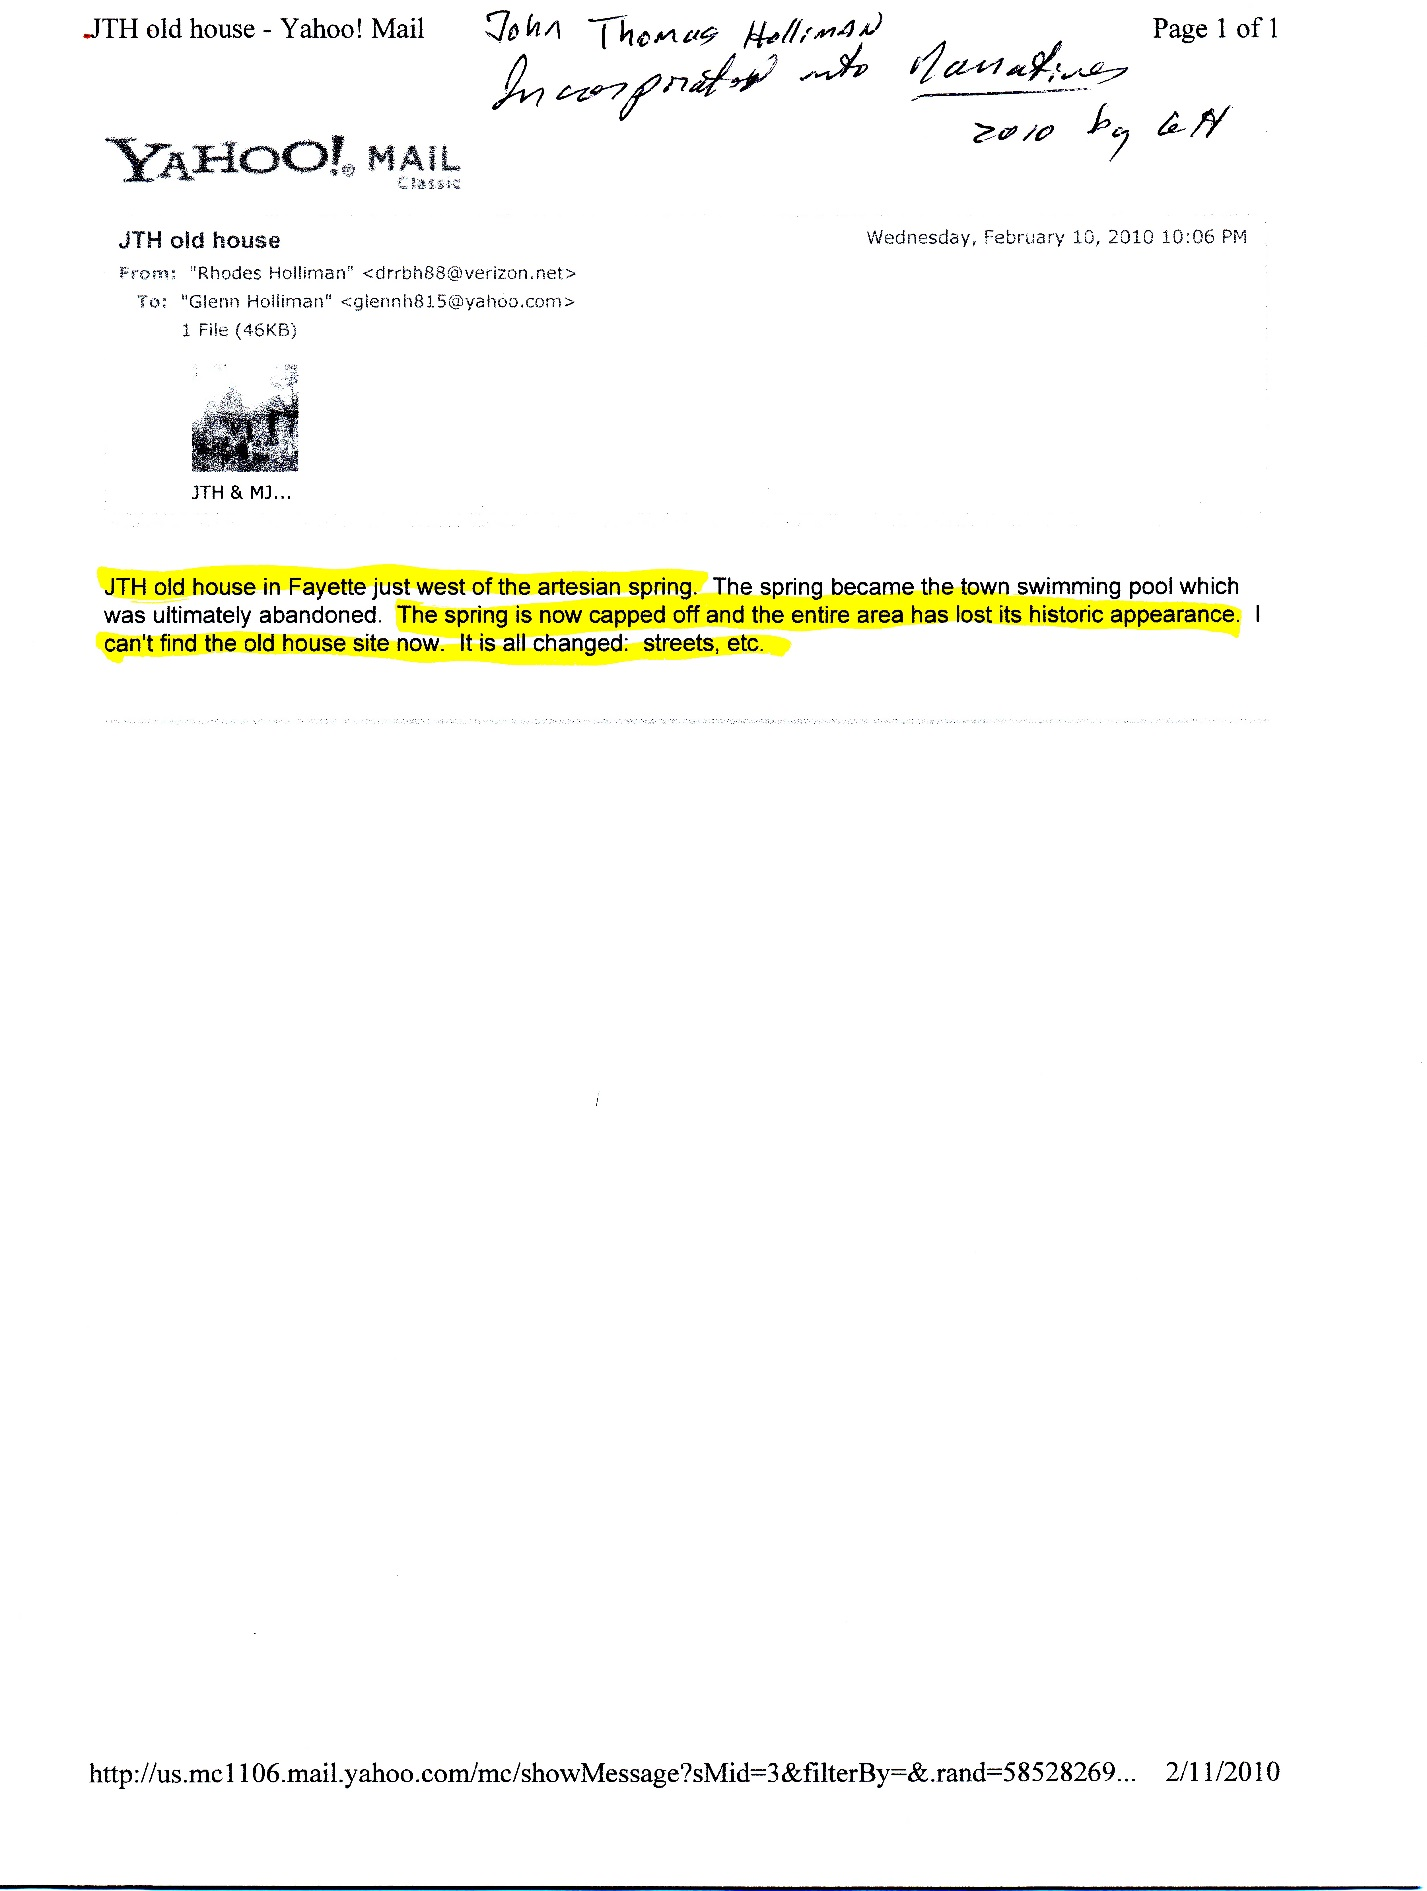 JTH old house - Yahoo! Mail
John Thomas Holliman
Page 1 of 1
Incorporated into Narratives
2010 by GH
YAHOO!® MAIL
Classic
JTH old house
Wednesday, February 10, 2010 10:06 PM
From: "Rhodes Holliman" <drrbh88@verizon.net>
To: "Glenn Holliman" <glennh815@yahoo.com>
1 File (46KB)
JTH & MJ...
JTH old house in Fayette just west of the artesian spring. The spring became the town swimming pool which
was ultimately abandoned. The spring is now capped off and the entire area has lost its historic appearance. I
can't find the old house site now. It is all changed: streets, etc.
http://us.mc1106.mail.yahoo.com/mc/showMessage?sMid=3&filterBy=&.rand=58528269... 2/11/2010